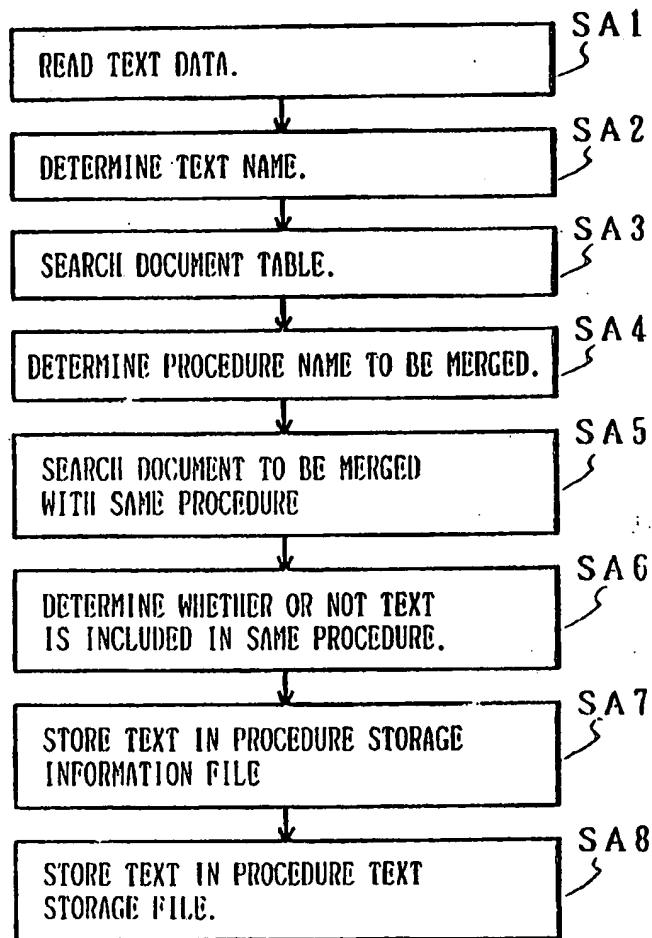 SA1
READ TEXT DATA.
SA2
DETERMINE TEXT NAME.
SA3
SEARCH DOCUMENT TABLE.
SA4
DETERMINE PROCEDURE NAME TO BE MERGED.
SA5
SEARCH DOCUMENT TO BE MERGED
WITH SAME PROCEDURE
SA6
DETERMINE WHETHER OR NOT TEXT
IS INCLUDED IN SAME PROCEDURE.
SA7
STORE TEXT IN PROCEDURE STORAGE
INFORMATION FILE
SA8
STORE TEXT IN PROCEDURE TEXT
STORAGE FILE.